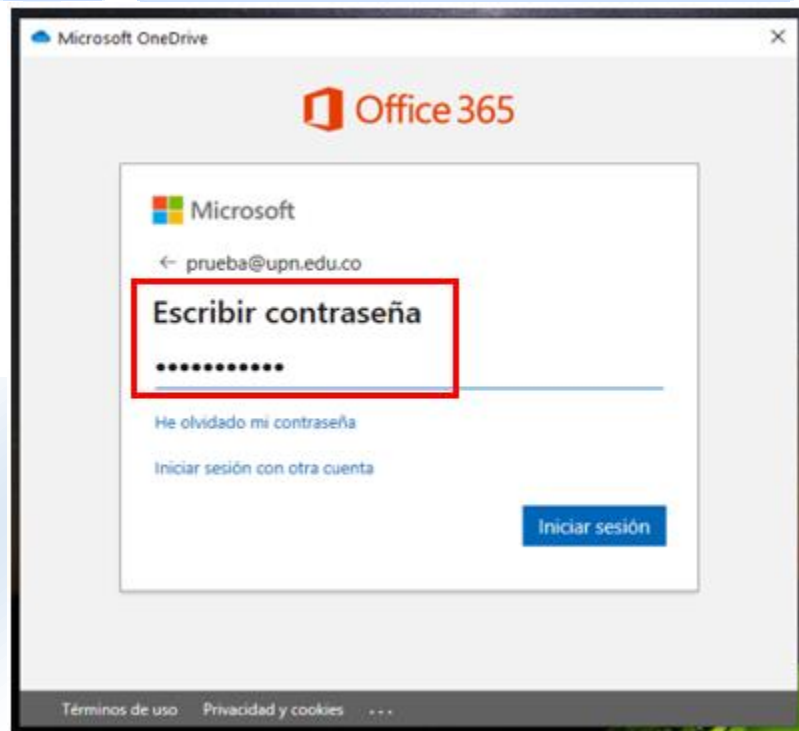 Microsoft OneDrive
Office 365
Microsoft
← prueba@upn.edu.co
Escribir contraseña
•••••••••••
He olvidado mi contraseña
Iniciar sesión con otra cuenta
Iniciar sesión
Términos de uso Privacidad y cookies ...